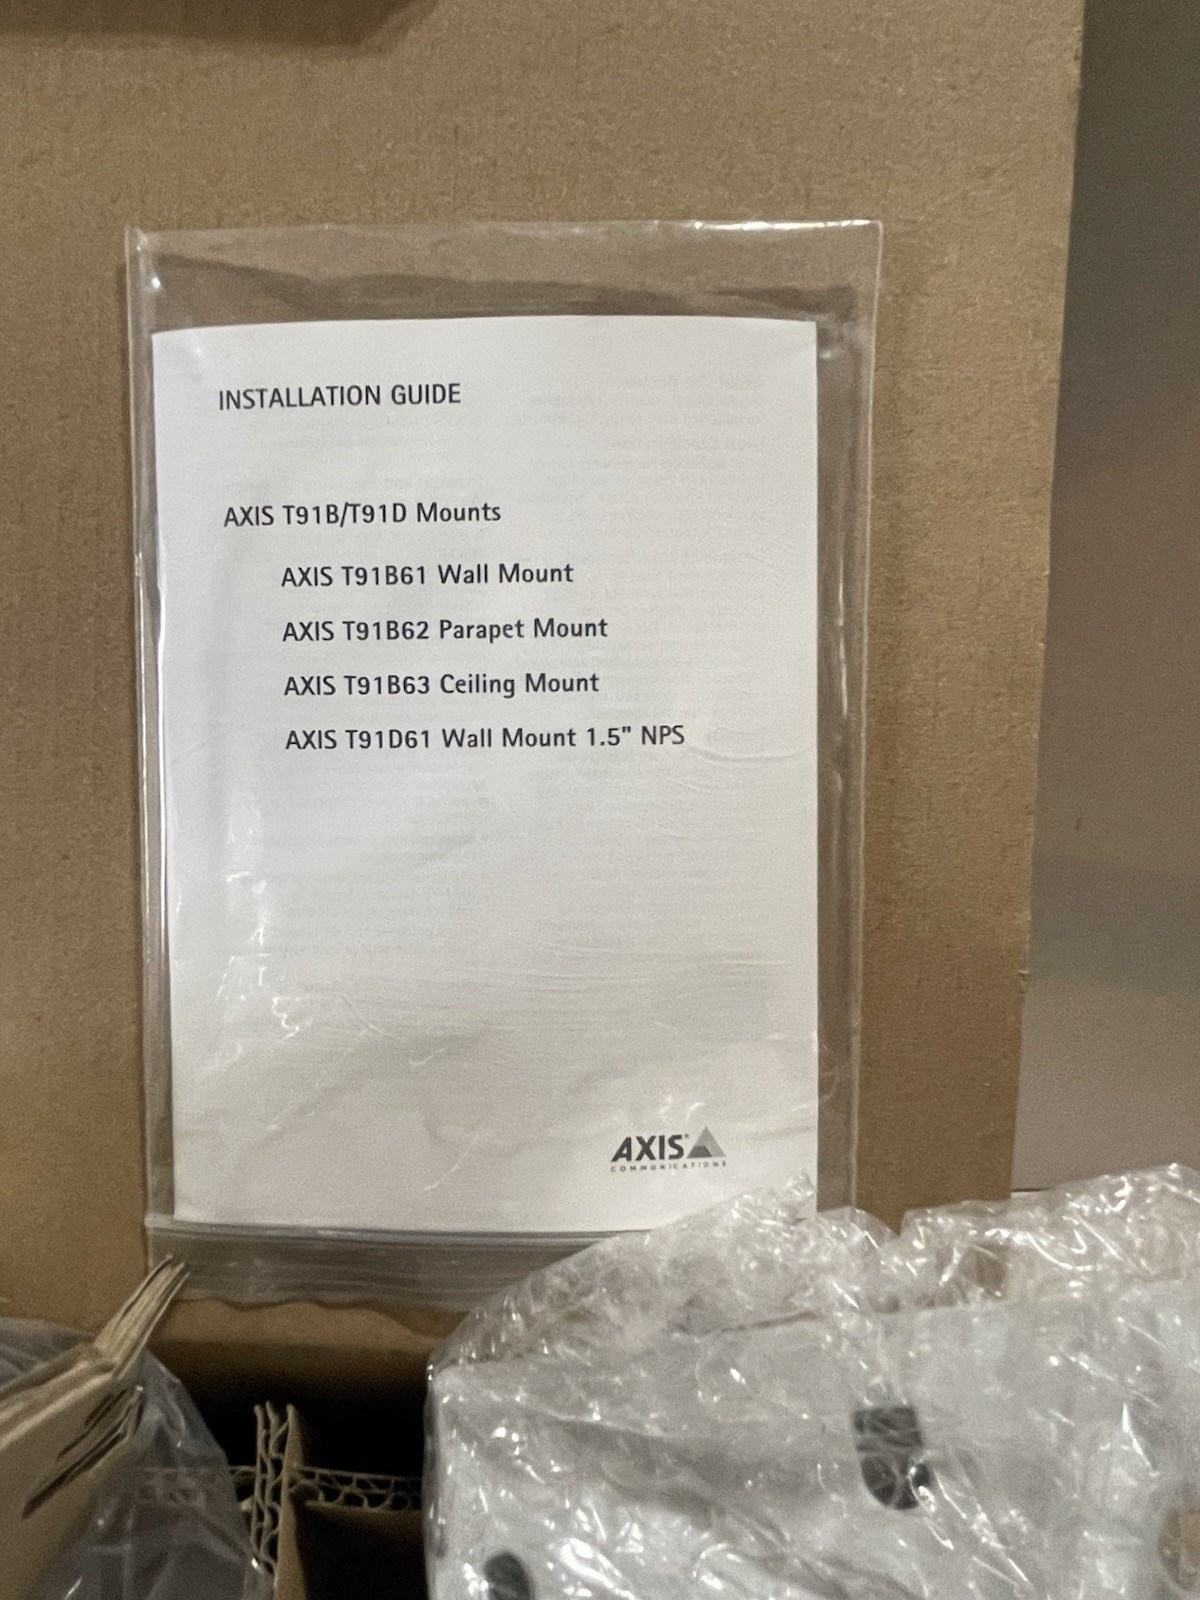 INSTALLATION GUIDE
AXIS T91B/T91D Mounts
AXIS T91B61 Wall Mount
AXIS T91B62 Parapet Mount
AXIS T91B63 Ceiling Mount
AXIS T91D61 Wall Mount 1.5" NPS
AXIS
COMMUNICATIONS